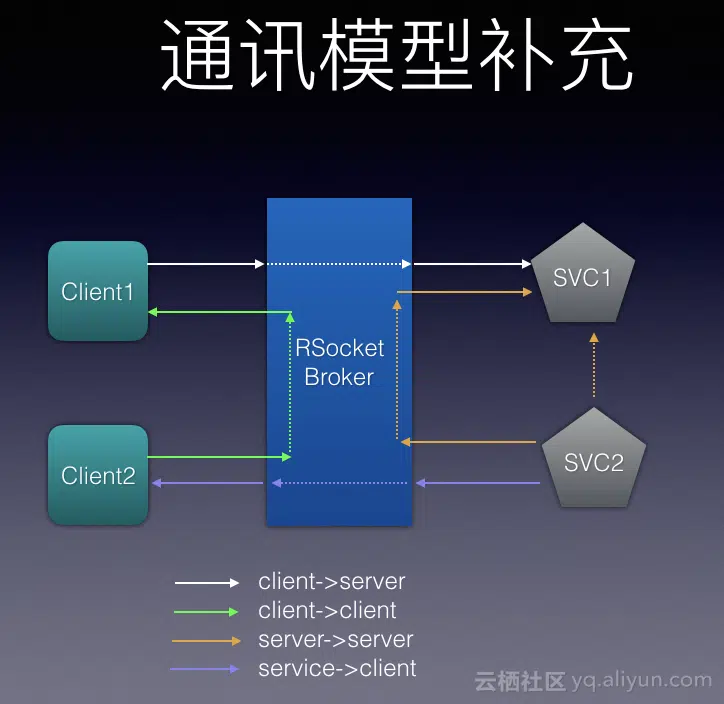 通讯模型补充
Client1
SVC1
RSocket
Broker
Client2
SVC2
client->server
client->client
server->server
service->client
云栖社区 yq.aliyun.com